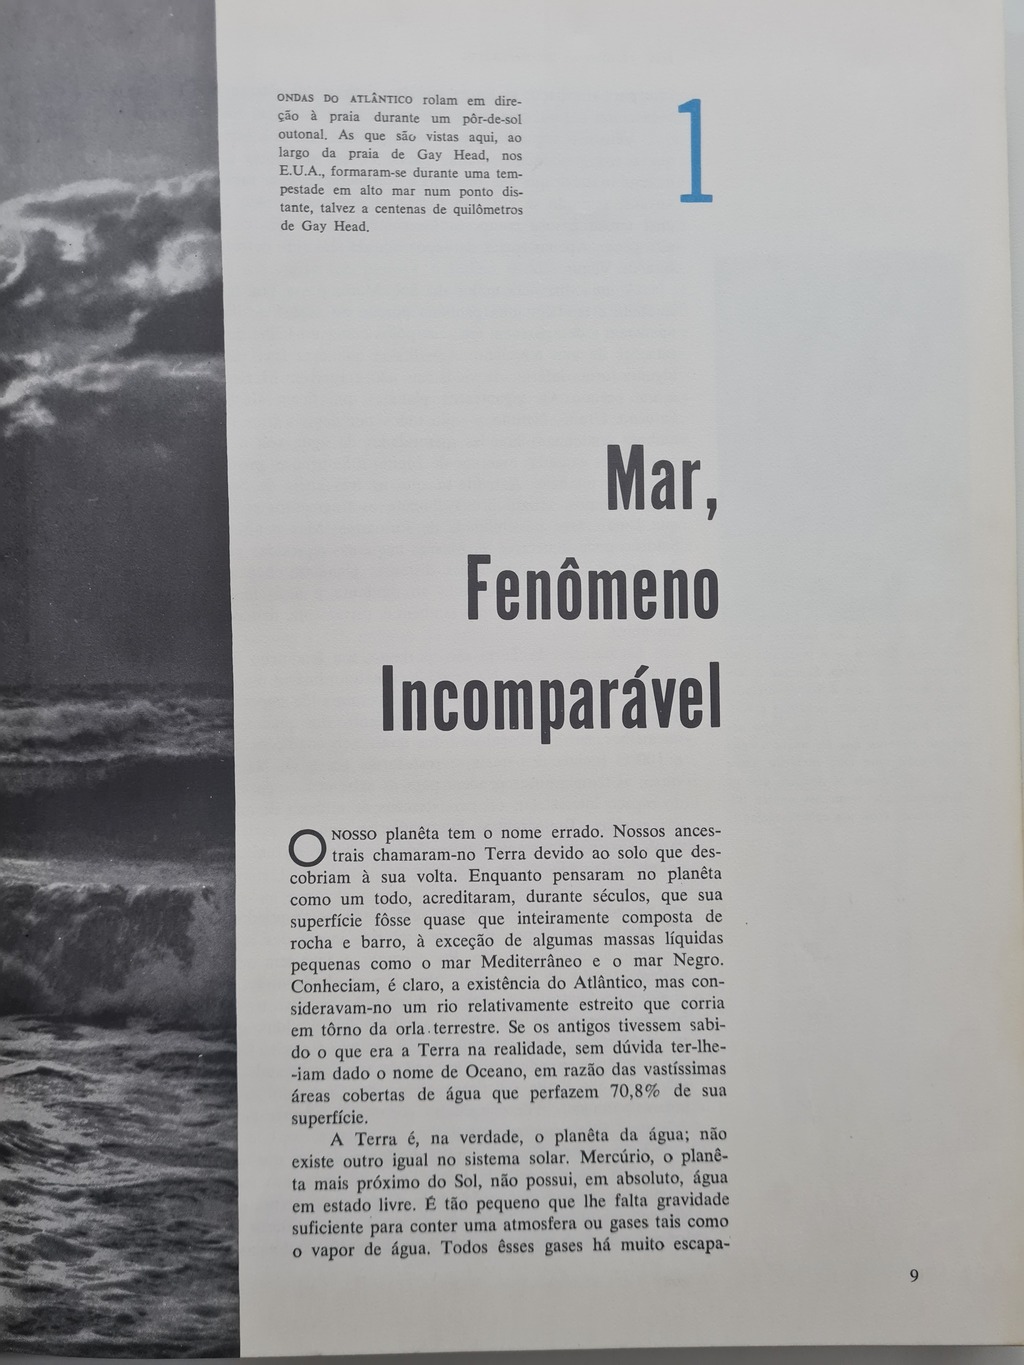 ONDAS DO ATLÂNTICO rolam em dire-
ção à praia durante um pôr-de-sol
outonal. As que são vistas aqui, ao
largo da praia de Gay Head, nos
E.U.A., formaram-se durante uma tem-
pestade em alto mar num ponto dis-
tante, talvez a centenas de quilômetros
de Gay Head.
1
Mar,
Fenômeno
Incomparável
O NOSSO planêta tem o nome errado. Nossos ances-
trais chamaram-no Terra devido ao solo que des-
cobriam à sua volta. Enquanto pensaram no planêta
como um todo, acreditaram, durante séculos, que sua
superfície fôsse quase que inteiramente composta de
rocha e barro, à exceção de algumas massas líquidas
pequenas como o mar Mediterrâneo e o mar Negro.
Conheciam, é claro, a existência do Atlântico, mas con-
sideravam-no um rio relativamente estreito que corria
em tôrno da orla terrestre. Se os antigos tivessem sabi-
do o que era a Terra na realidade, sem dúvida ter-lhe-
-iam dado o nome de Oceano, em razão das vastíssimas
áreas cobertas de água que perfazem 70,8% de sua
superfície.
A Terra é, na verdade, o planêta da água; não
existe outro igual no sistema solar. Mercúrio, o planê-
ta mais próximo do Sol, não possui, em absoluto, água
em estado livre. É tão pequeno que lhe falta gravidade
suficiente para conter uma atmosfera ou gases tais como
o vapor de água. Todos êsses gases há muito escapa-
9